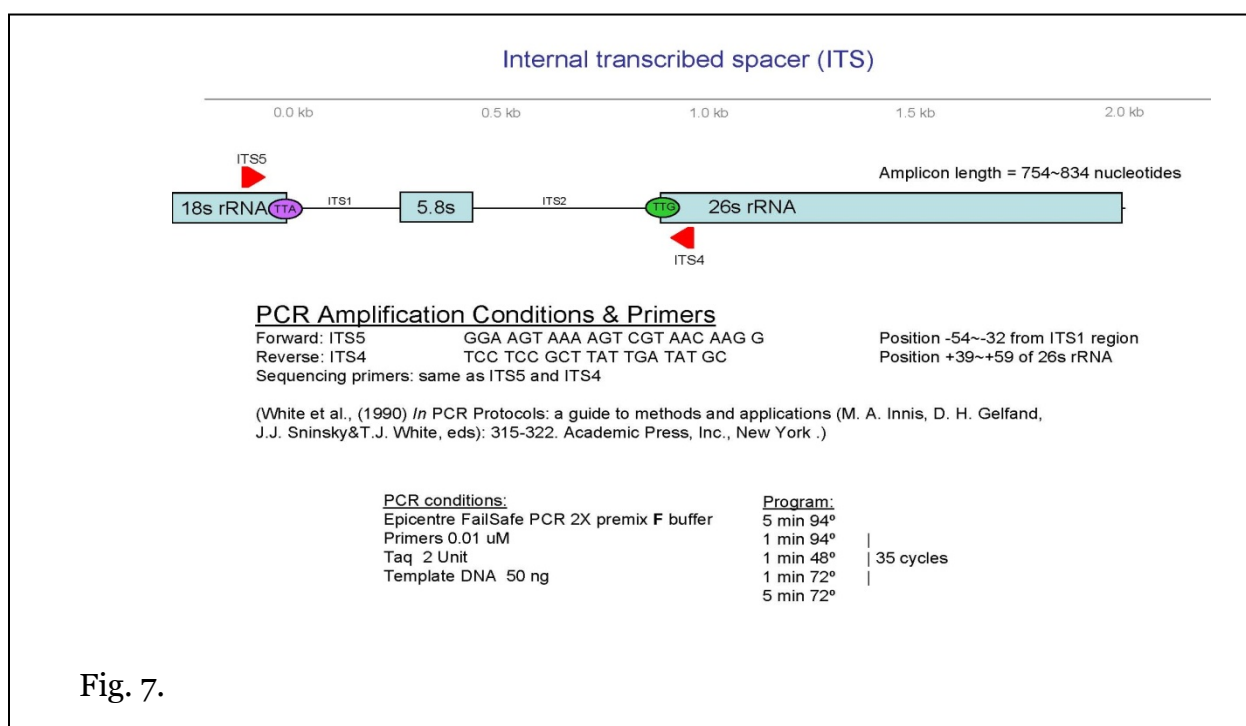 Internal transcribed spacer (ITS)
0.0 kb 0.5 kb 1.0 kb 1.5 kb 2.0 kb
ITS5
Amplicon length = 754~834 nucleotides
18s rRNA TTA ITS1 5.8s ITS2 TTG 26s rRNA
ITS4
PCR Amplification Conditions & Primers
Forward: ITS5 GGA AGT AAA AGT CGT AAC AAG G Position -54~-32 from ITS1 region
Reverse: ITS4 TCC TCC GCT TAT TGA TAT GC Position +39~+59 of 26s rRNA
Sequencing primers: same as ITS5 and ITS4
(White et al., (1990) In PCR Protocols: a guide to methods and applications (M. A. Innis, D. H. Gelfand,
J.J. Sninsky&T.J. White, eds): 315-322. Academic Press, Inc., New York .)
PCR conditions: Program:
Epicentre FailSafe PCR 2X premix F buffer 5 min 94º
Primers 0.01 uM 1 min 94º |
Taq 2 Unit 1 min 48º | 35 cycles
Template DNA 50 ng 1 min 72º |
5 min 72º
Fig. 7.